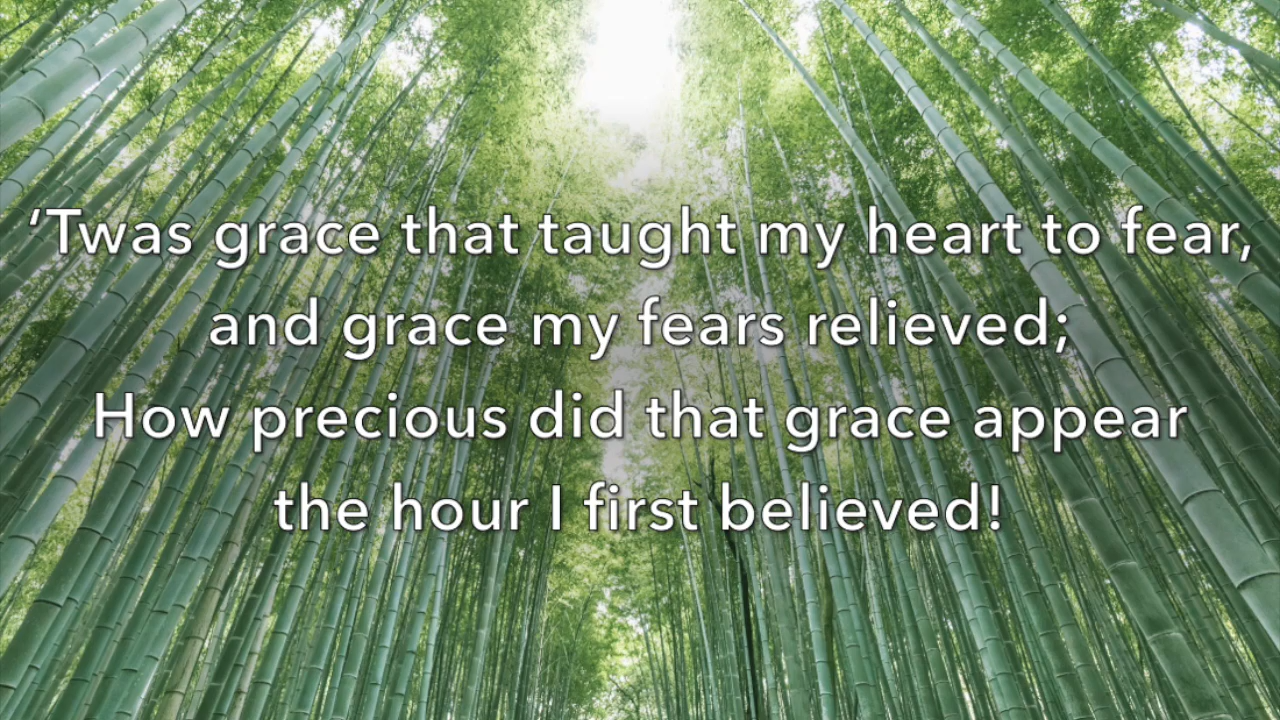 ‘Twas grace that taught my heart to fear,
and grace my fears relieved;
How precious did that grace appear
the hour I first believed!